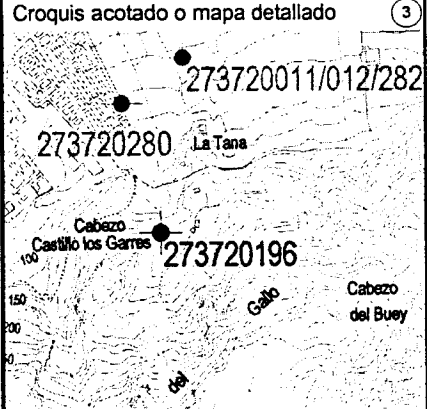 Croquis acotado o mapa detallado
3
273720011/012/282
273720280
La Tana
Cabezo
Castillo los Garres
273720196
100
Gallo
Cabezo
del Buey
150
200
50
del